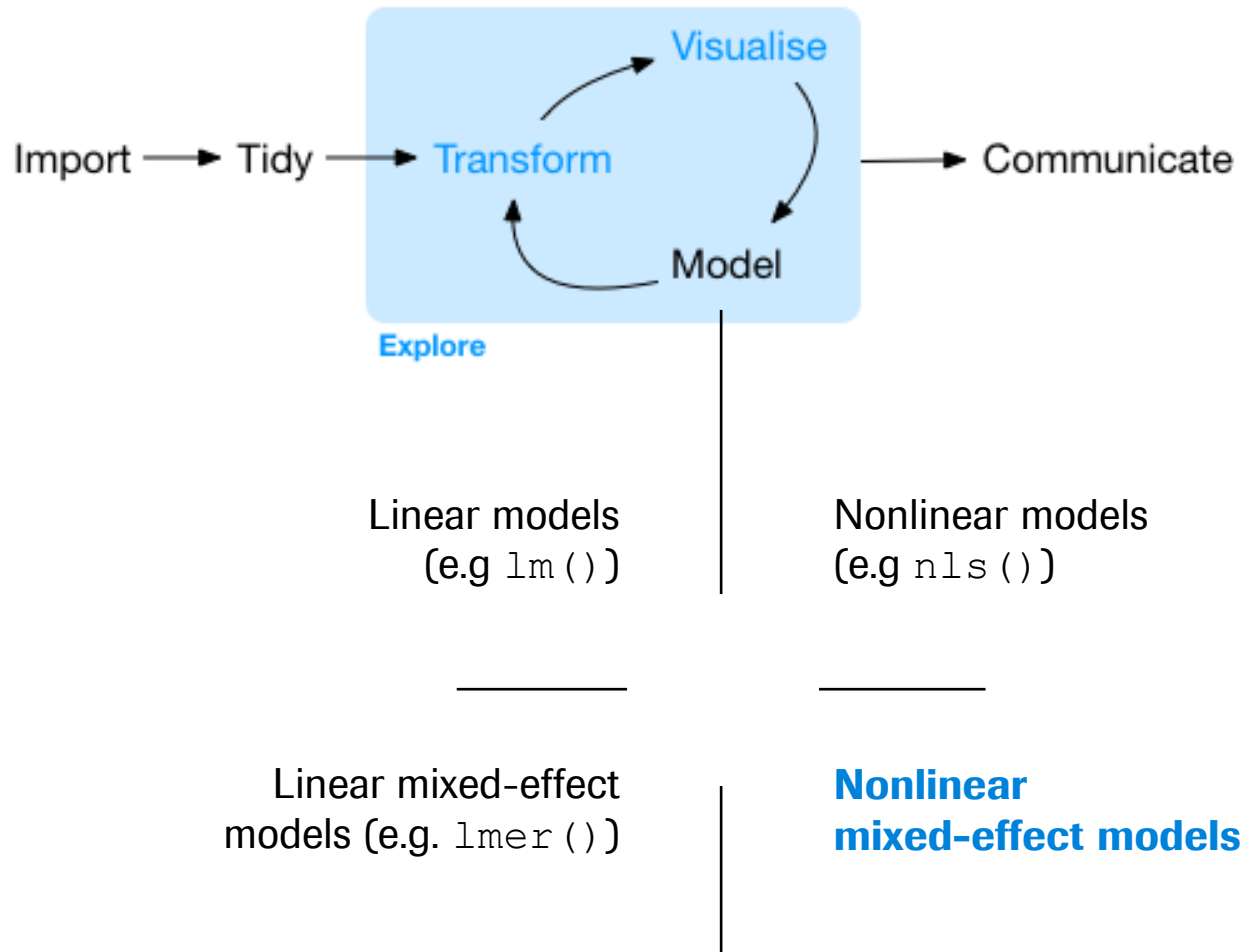 Visualise
Import
Tidy
Transform
Communicate
Model
Explore
Linear models
(e.g lm())
Nonlinear models
(e.g nls())
Linear mixed-effect
models (e.g. lmer())
Nonlinear
mixed-effect models